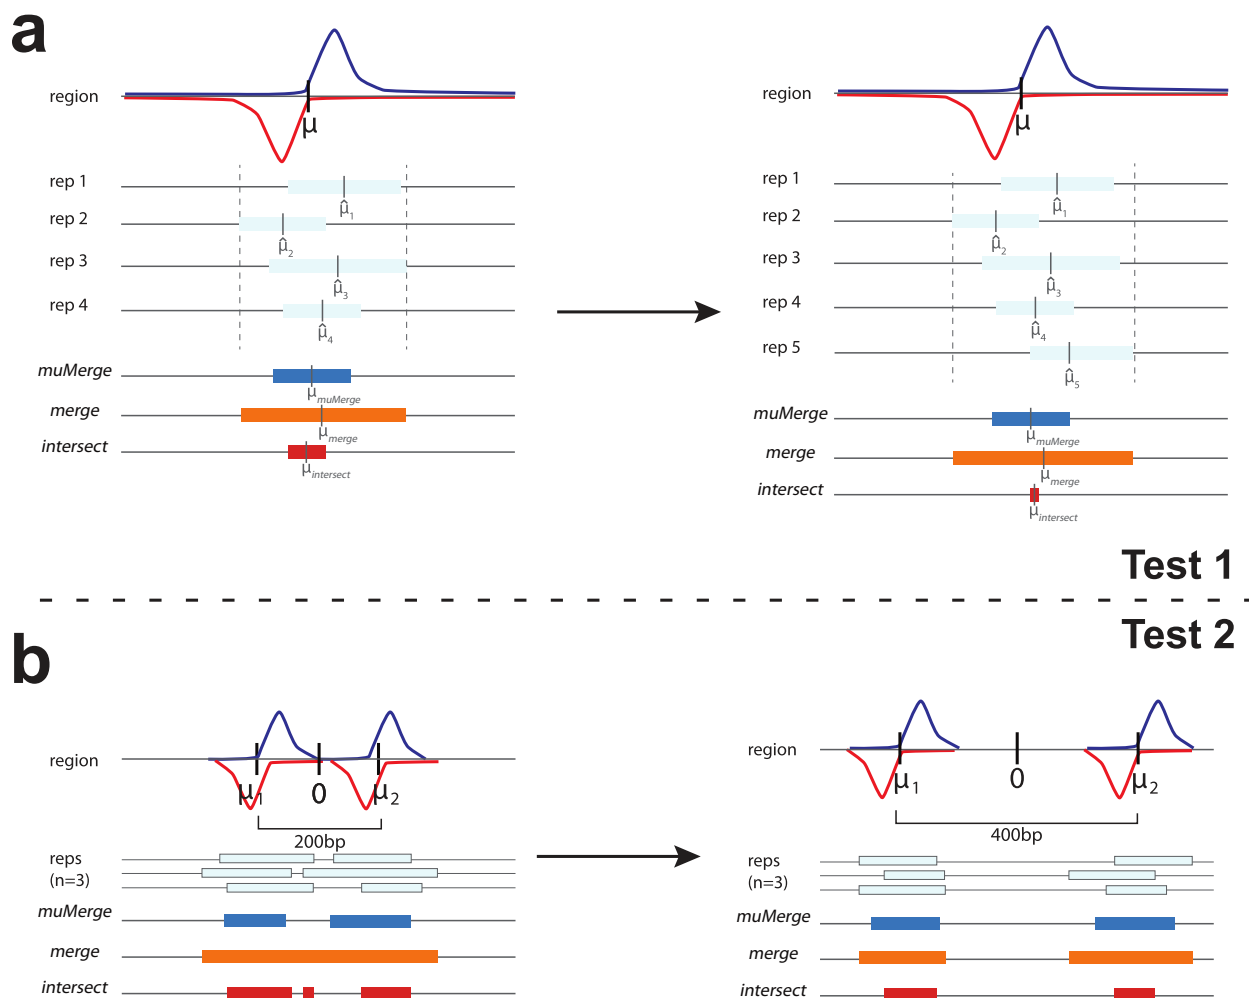 a
region
μ
rep 1
μ̂1
rep 2
μ̂2
rep 3
μ̂3
rep 4
μ̂4
muMerge
μmuMerge
merge
μmerge
intersect
μintersect
region
μ
rep 1
μ̂1
rep 2
μ̂2
rep 3
μ̂3
rep 4
μ̂4
rep 5
μ̂5
muMerge
μmuMerge
merge
μmerge
intersect
μintersect
Test 1
Test 2
b
region
μ1 0 μ2
200bp
reps
(n=3)
muMerge
merge
intersect
region
μ1 0 μ2
400bp
reps
(n=3)
muMerge
merge
intersect